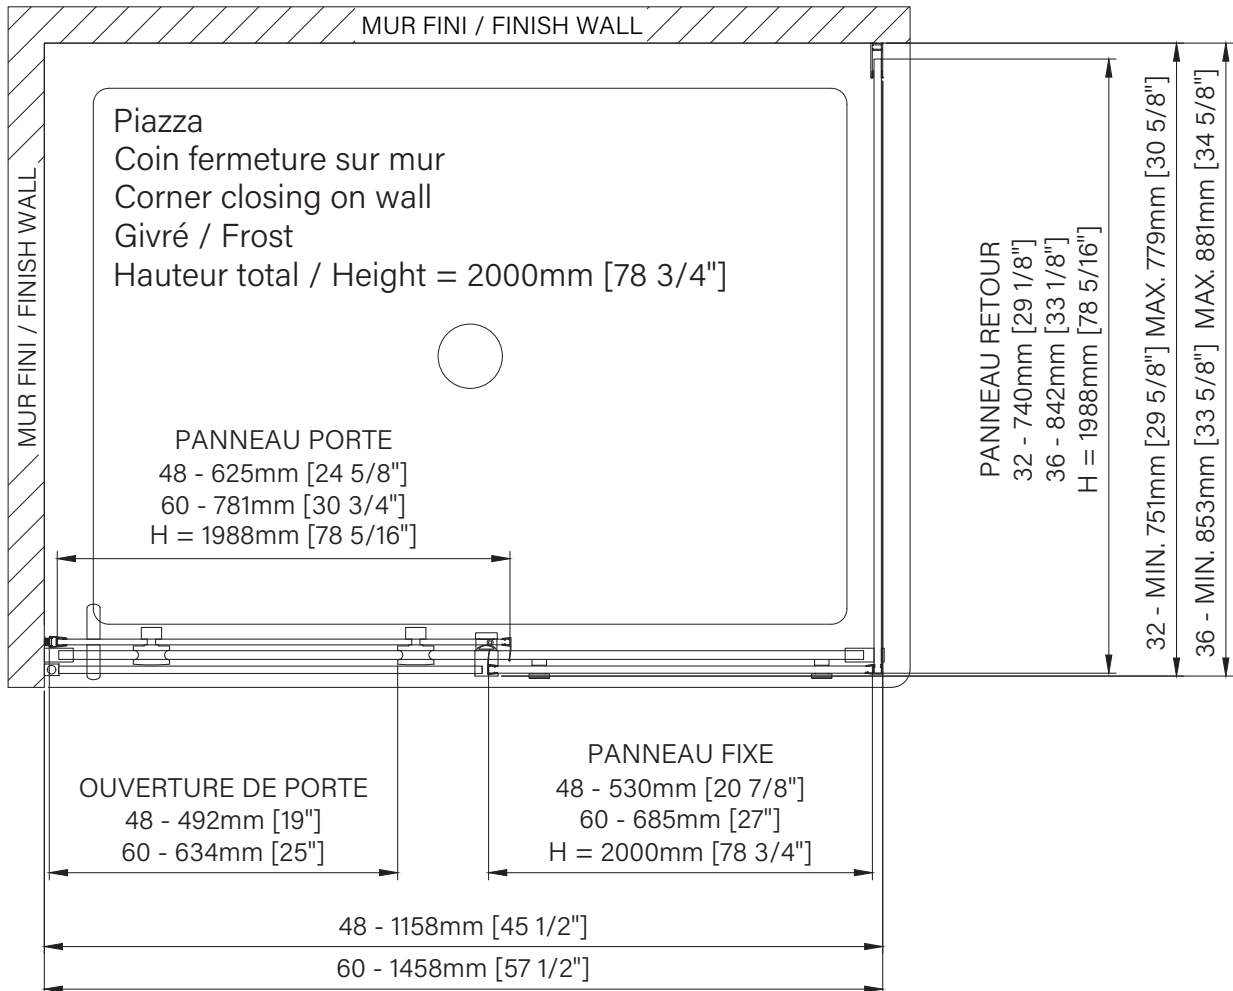 MUR FINI / FINISH WALL
MUR FINI / FINISH WALL
Piazza
Coin fermeture sur mur
Corner closing on wall
Givré / Frost
Hauteur total / Height = 2000mm [78 3/4"]
PANNEAU PORTE
48 - 625mm [24 5/8"]
60 - 781mm [30 3/4"]
H = 1988mm [78 5/16"]
PANNEAU RETOUR
32 - 740mm [29 1/8"]
36 - 842mm [33 1/8"]
H = 1988mm [78 5/16"]
32 - MIN. 751mm [29 5/8"] MAX. 779mm [30 5/8"]
36 - MIN. 853mm [33 5/8"] MAX. 881mm [34 5/8"]
OUVERTURE DE PORTE
48 - 492mm [19"]
60 - 634mm [25"]
PANNEAU FIXE
48 - 530mm [20 7/8"]
60 - 685mm [27"]
H = 2000mm [78 3/4"]
48 - 1158mm [45 1/2"]
60 - 1458mm [57 1/2"]